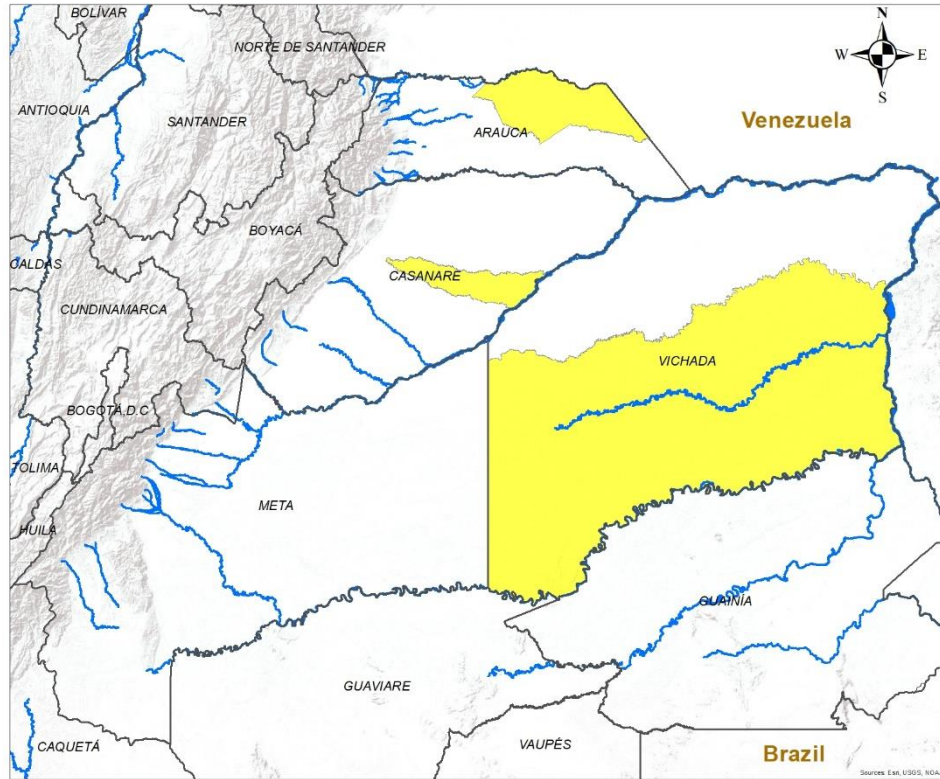 BOLÍVAR
N
NORTE DE SANTANDER
W
E
S
ANTIOQUIA
SANTANDER
ARAUCA
Venezuela
BOYACÁ
CALDAS
CASANARE
CUNDINAMARCA
VICHADA
BOGOTÁ,D.C
TOLIMA
META
HUILA
GUAINÍA
GUAVIARE
CAQUETÁ
VAUPÉS
Brazil
Sources: Esri, USGS, NOA